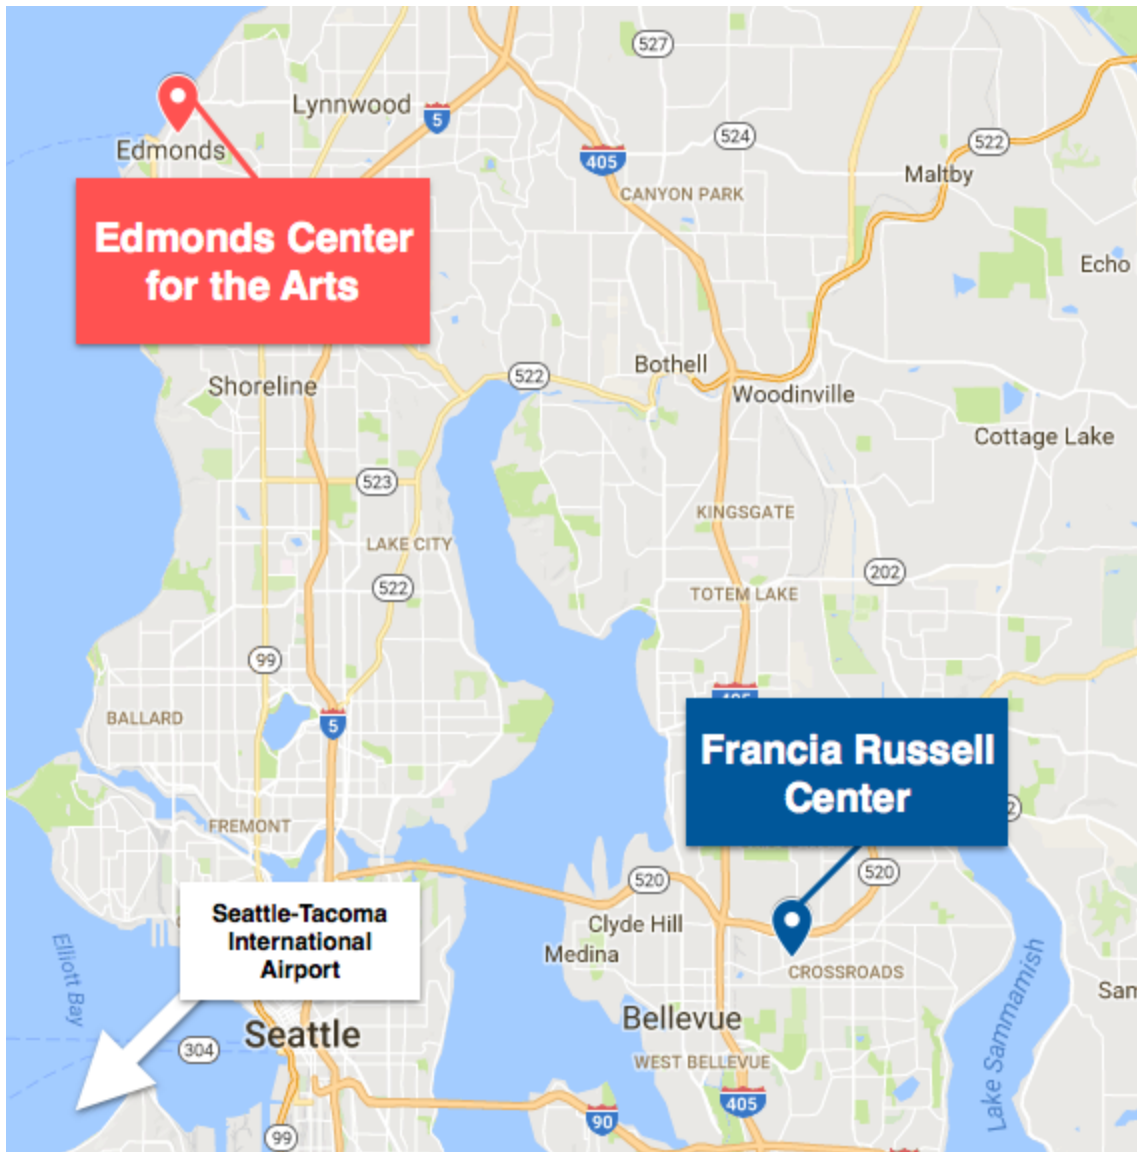 527
Lynnwood
5
Edmonds
405
524
522
Maltby
CANYON PARK
Edmonds Center
for the Arts
Echo
Bothell
522
Shoreline
Woodinville
Cottage Lake
523
KINGSGATE
LAKE CITY
202
522
TOTEM LAKE
99
405
BALLARD
5
Francia Russell
Center
FREMONT
2
520
520
Seattle-Tacoma
International
Airport
Clyde Hill
Medina
CROSSROADS
Elliott Bay
Sam
Bellevue
Seattle
304
WEST BELLEVUE
Lake Sammamish
405
90
99